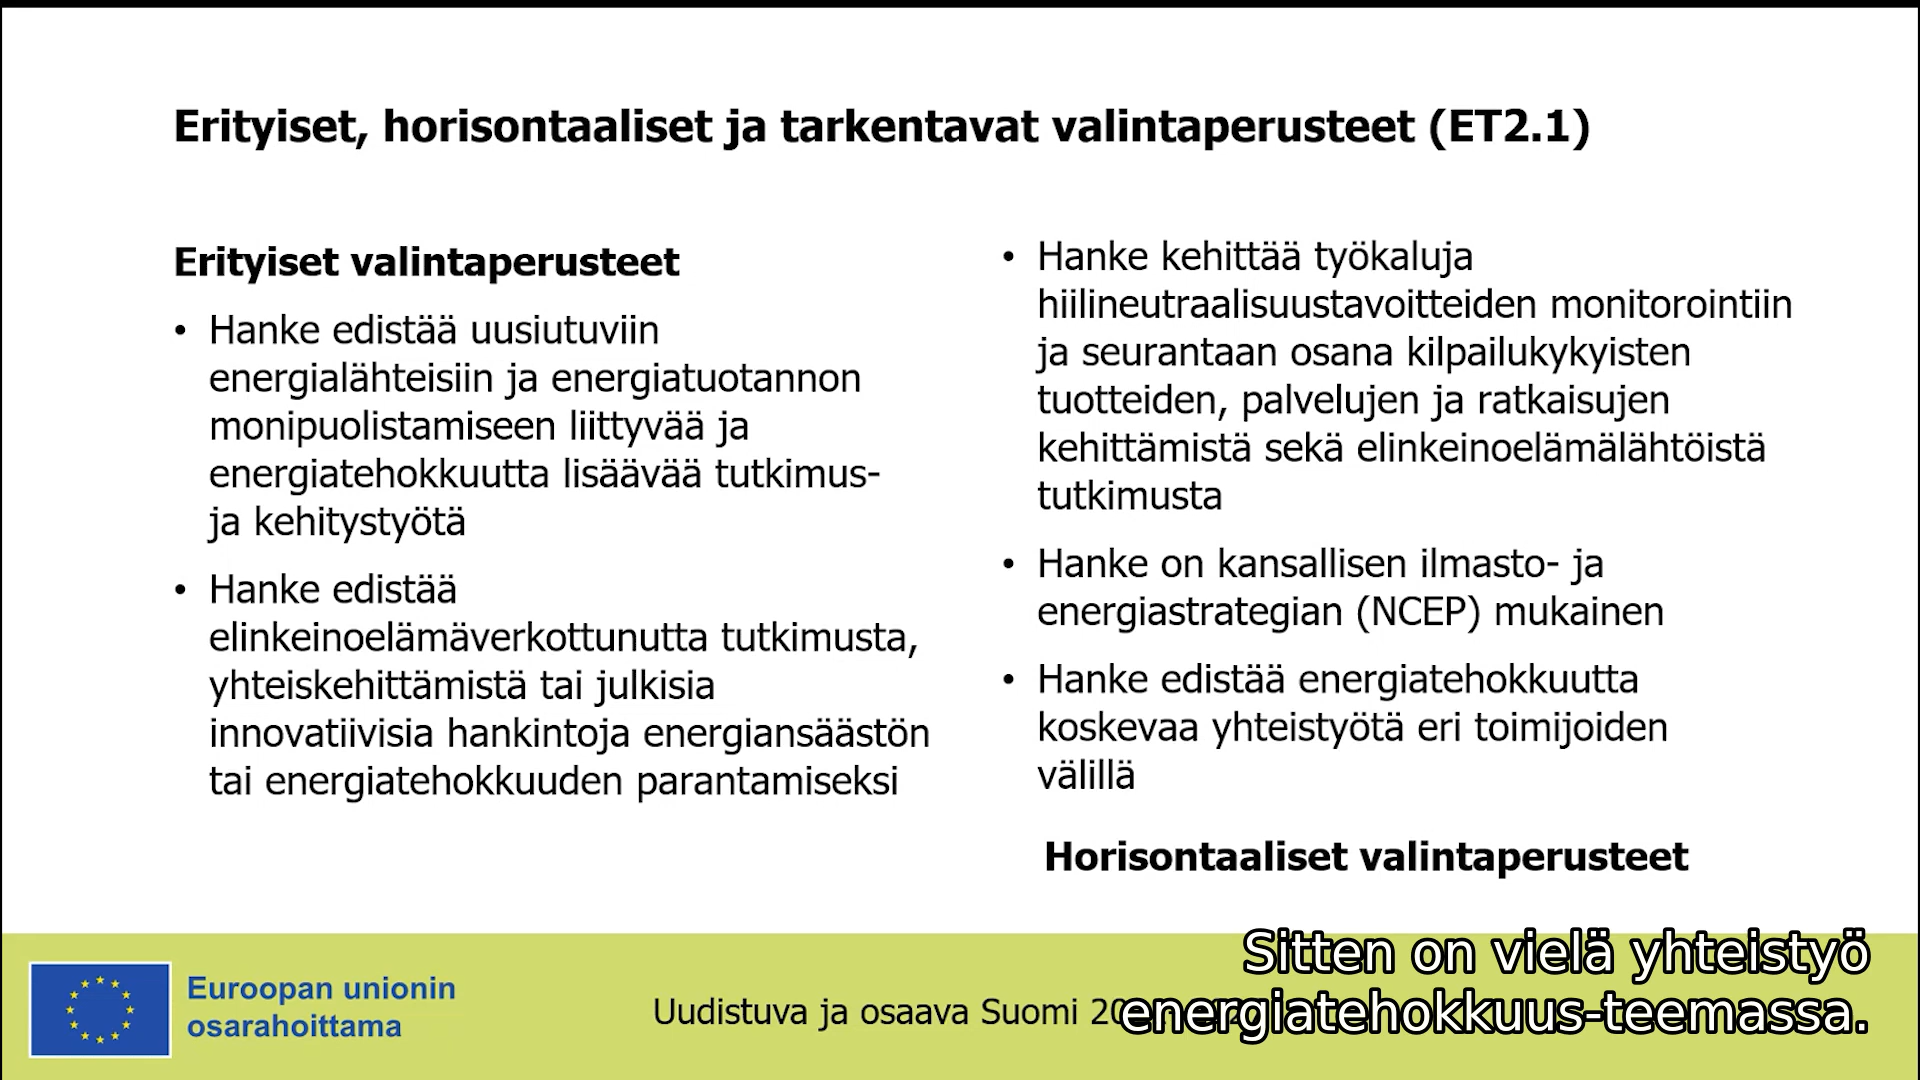 Erityiset, horisontaaliset ja tarkentavat valintaperusteet (ET2.1)
Erityiset valintaperusteet
• Hanke edistää uusiutuviin
energialähteisiin ja energiatuotannon
monipuolistamiseen liittyvää ja
energiatehokkuutta lisäävää tutkimus-
ja kehitystyötä
• Hanke edistää
elinkeinoelämäverkottunutta tutkimusta,
yhteiskehittämistä tai julkisia
innovatiivisia hankintoja energiansäästön
tai energiatehokkuuden parantamiseksi
• Hanke kehittää työkaluja
hiilineutraalisuustavoitteiden monitorointiin
ja seurantaan osana kilpailukykyisten
tuotteiden, palvelujen ja ratkaisujen
kehittämistä sekä elinkeinoelämälähtöistä
tutkimusta
• Hanke on kansallisen ilmasto- ja
energiastrategian (NCEP) mukainen
• Hanke edistää energiatehokkuutta
koskevaa yhteistyötä eri toimijoiden
välillä
Horisontaaliset valintaperusteet
Euroopan unionin
osarahoittama
Uudistuva ja osaava Suomi
Sitten on vielä yhteistyö
energiatehokkuus-teemassa.